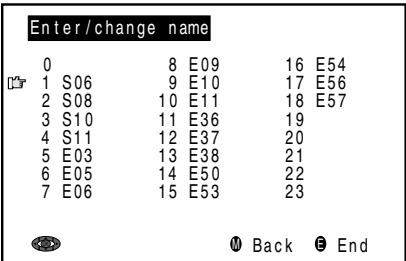 Enter/change name
0 8 E09 16 E54
1 S06 9 E10 17 E56
2 S08 10 E11 18 E57
3 S10 11 E36 19
4 S11 12 E37 20
5 E03 13 E38 21
6 E05 14 E50 22
7 E06 15 E53 23
M Back E End